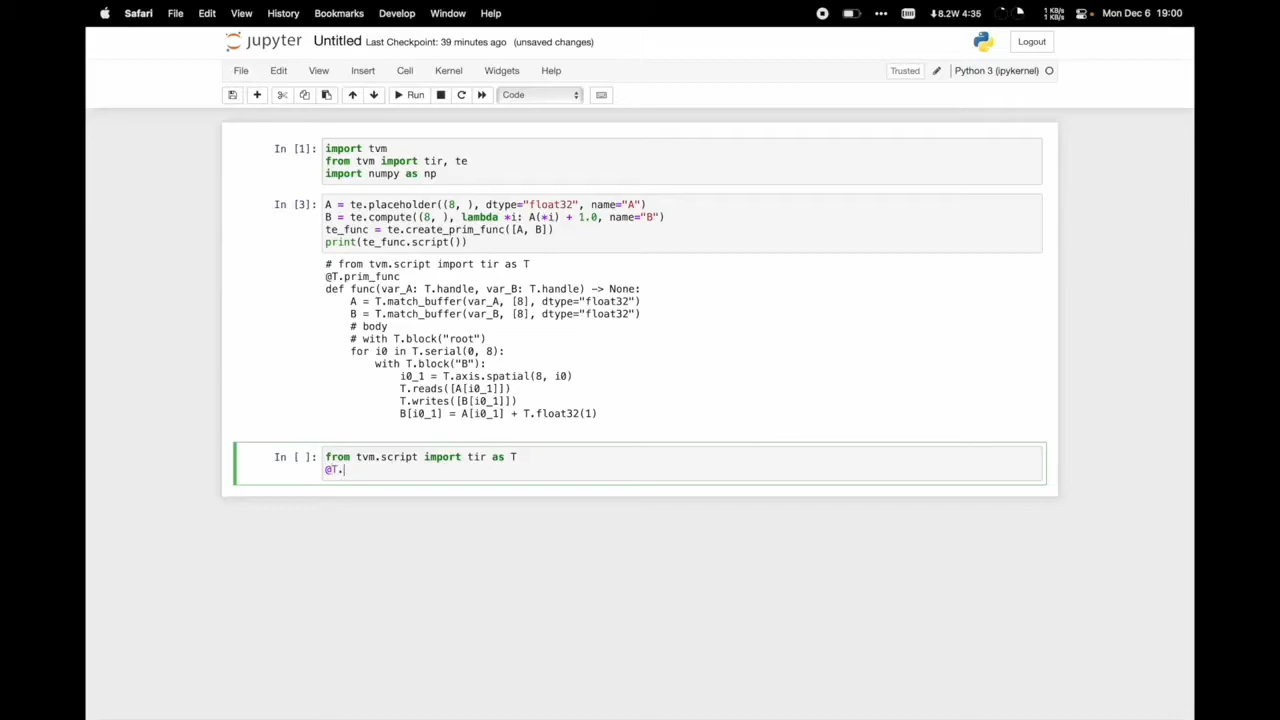 Safari File Edit View History Bookmarks Develop Window Help 8.2W 4:35 1 KB/s 1 KB/s Mon Dec 6 19:00
jupyter Untitled Last Checkpoint: 39 minutes ago (unsaved changes) Logout
File Edit View Insert Cell Kernel Widgets Help Trusted Python 3 (ipykernel)
Run Code
In [1]: import tvm
from tvm import tir, te
import numpy as np
In [3]: A = te.placeholder((8, ), dtype="float32", name="A")
B = te.compute((8, ), lambda *i: A(*i) + 1.0, name="B")
te_func = te.create_prim_func([A, B])
print(te_func.script())
# from tvm.script import tir as T
@T.prim_func
def func(var_A: T.handle, var_B: T.handle) -> None:
    A = T.match_buffer(var_A, [8], dtype="float32")
    B = T.match_buffer(var_B, [8], dtype="float32")
    # body
    # with T.block("root")
    for i0 in T.serial(0, 8):
        with T.block("B"):
            i0_1 = T.axis.spatial(8, i0)
            T.reads([A[i0_1]])
            T.writes([B[i0_1]])
            B[i0_1] = A[i0_1] + T.float32(1)
In [ ]: from tvm.script import tir as T
@T.